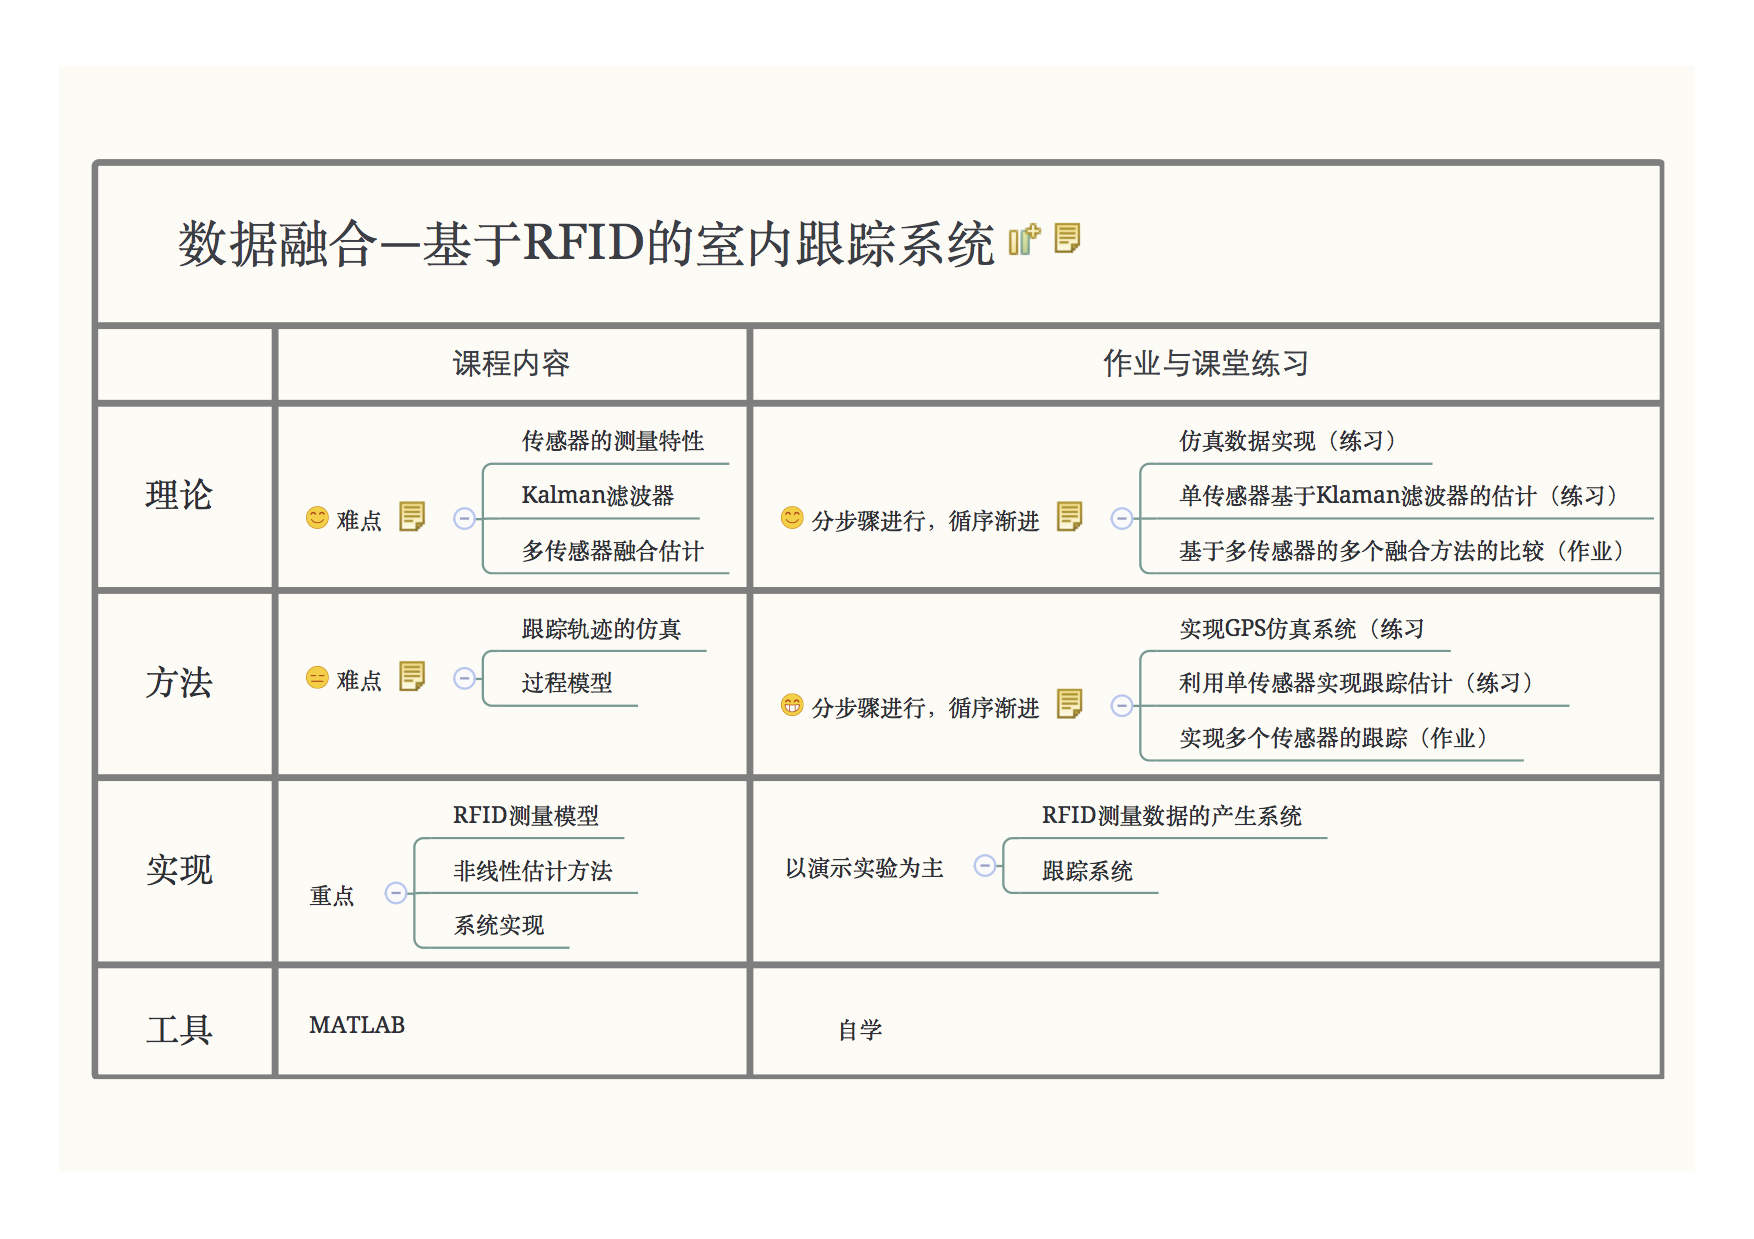 数据融合—基于RFID的室内跟踪系统
课程内容
作业与课堂练习
理论
难点
传感器的测量特性
Kalman滤波器
多传感器融合估计
分步骤进行，循序渐进
仿真数据实现（练习）
单传感器基于Klaman滤波器的估计（练习）
基于多传感器的多个融合方法的比较（作业）
方法
难点
跟踪轨迹的仿真
过程模型
分步骤进行，循序渐进
实现GPS仿真系统（练习
利用单传感器实现跟踪估计（练习）
实现多个传感器的跟踪（作业）
实现
重点
RFID测量模型
非线性估计方法
系统实现
以演示实验为主
RFID测量数据的产生系统
跟踪系统
工具
MATLAB
自学